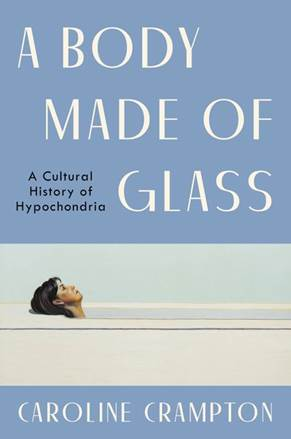 A BODY
MADE OF
A Cultural
History of
Hypochondria
GLASS
CAROLINE CRAMPTON